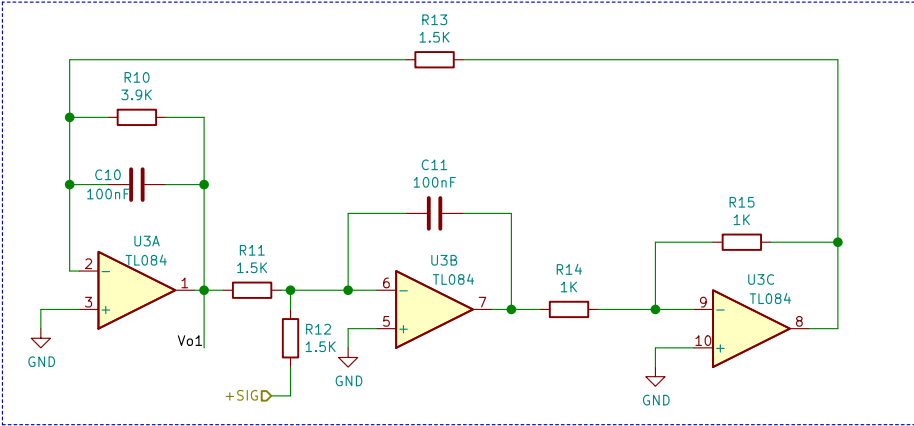 R13
1.5K
R10
3.9K
C10
100nF
C11
100nF
R15
1K
U3A
TL084
2
3
1
−
+
R11
1.5K
U3B
TL084
6
5
7
−
+
R14
1K
U3C
TL084
9
10
8
−
+
Vo1
R12
1.5K
GND
GND
+SIG
GND